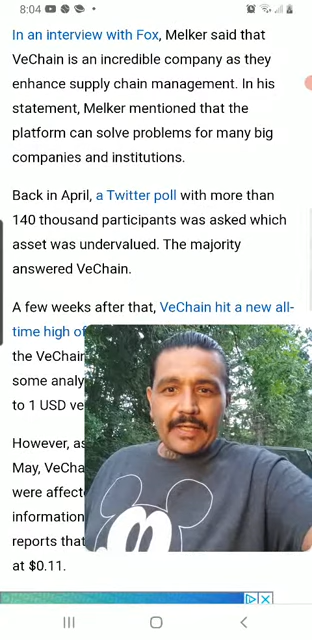 8:04
In an interview with Fox, Melker said that
VeChain is an incredible company as they
enhance supply chain management. In his
statement, Melker mentioned that the
platform can solve problems for many big
companies and institutions.
Back in April, a Twitter poll with more than
140 thousand participants was asked which
asset was undervalued. The majority
answered VeChain.
A few weeks after that, VeChain hit a new all-
time high of
the VeChain
some analy
to 1 USD ve
However, as
May, VeCha
were affect
information
reports that
at $0.11.